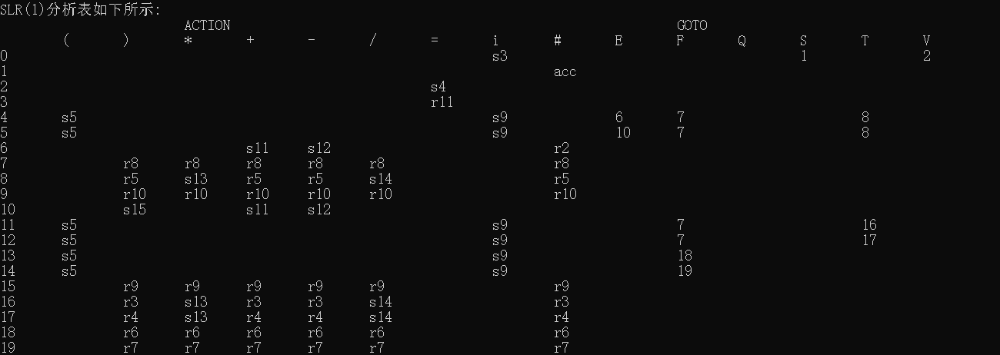 SLR(1)分析表如下所示:
ACTION GOTO
( ) * + - / = i # E F Q S T V
0 s3 1 2
1 acc
2 s4
3 r11
4 s5 s9 6 7 8
5 s5 s9 10 7 8
6 s11 s12 r2
7 r8 r8 r8 r8 r8 r8
8 r5 s13 r5 r5 s14 r5
9 r10 r10 r10 r10 r10 r10
10 s15 s11 s12
11 s5 s9 7 16
12 s5 s9 7 17
13 s5 s9 18
14 s5 s9 19
15 r9 r9 r9 r9 r9 r9
16 r3 s13 r3 r3 s14 r3
17 r4 s13 r4 r4 s14 r4
18 r6 r6 r6 r6 r6 r6
19 r7 r7 r7 r7 r7 r7